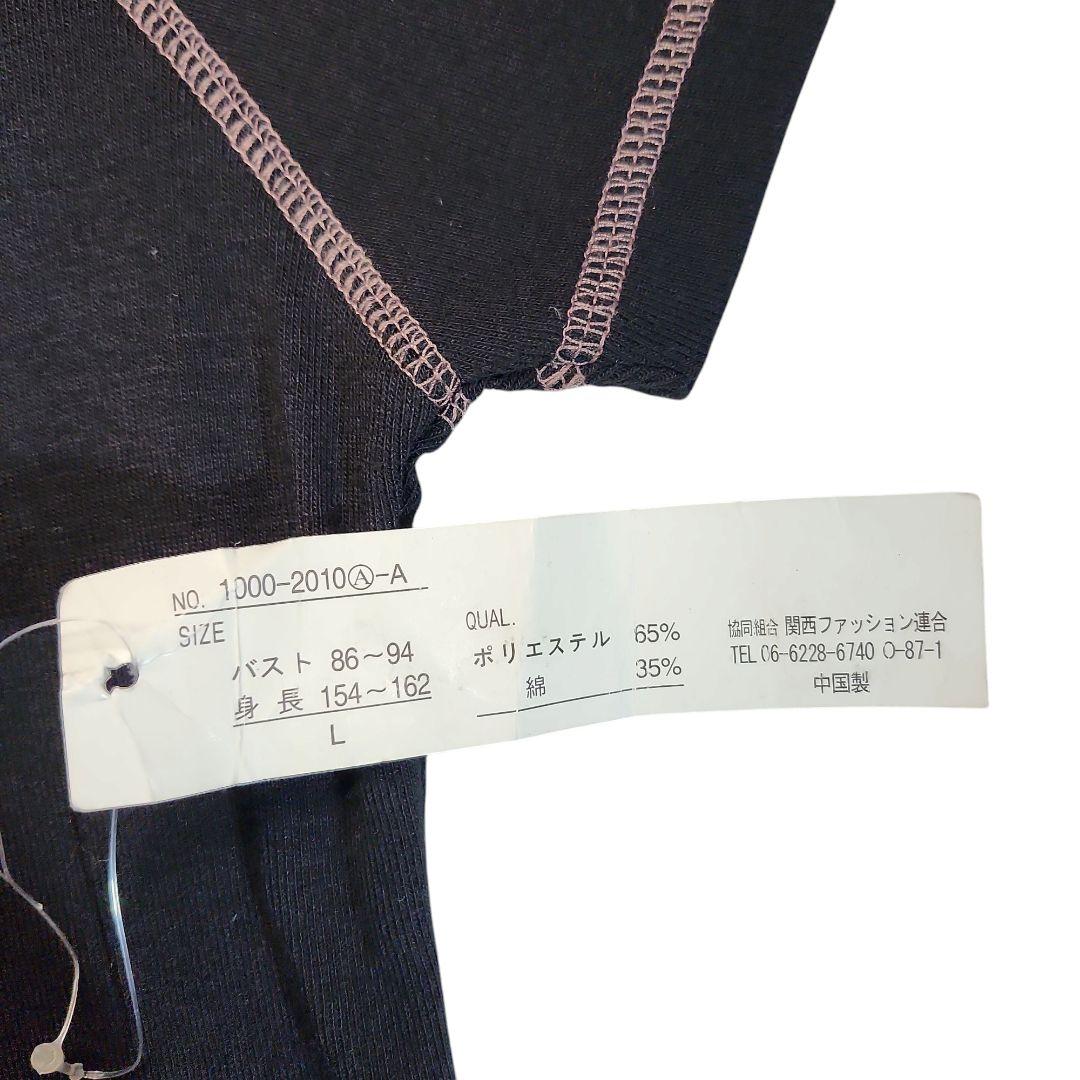 NO. 1000-2010Ⓐ-A
SIZE
バスト 86～94
身長 154～162
L
QUAL.
ポリエステル 65%
綿 35%
協同組合 関西ファッション連合
TEL 06-6228-6740 O-87-1
中国製